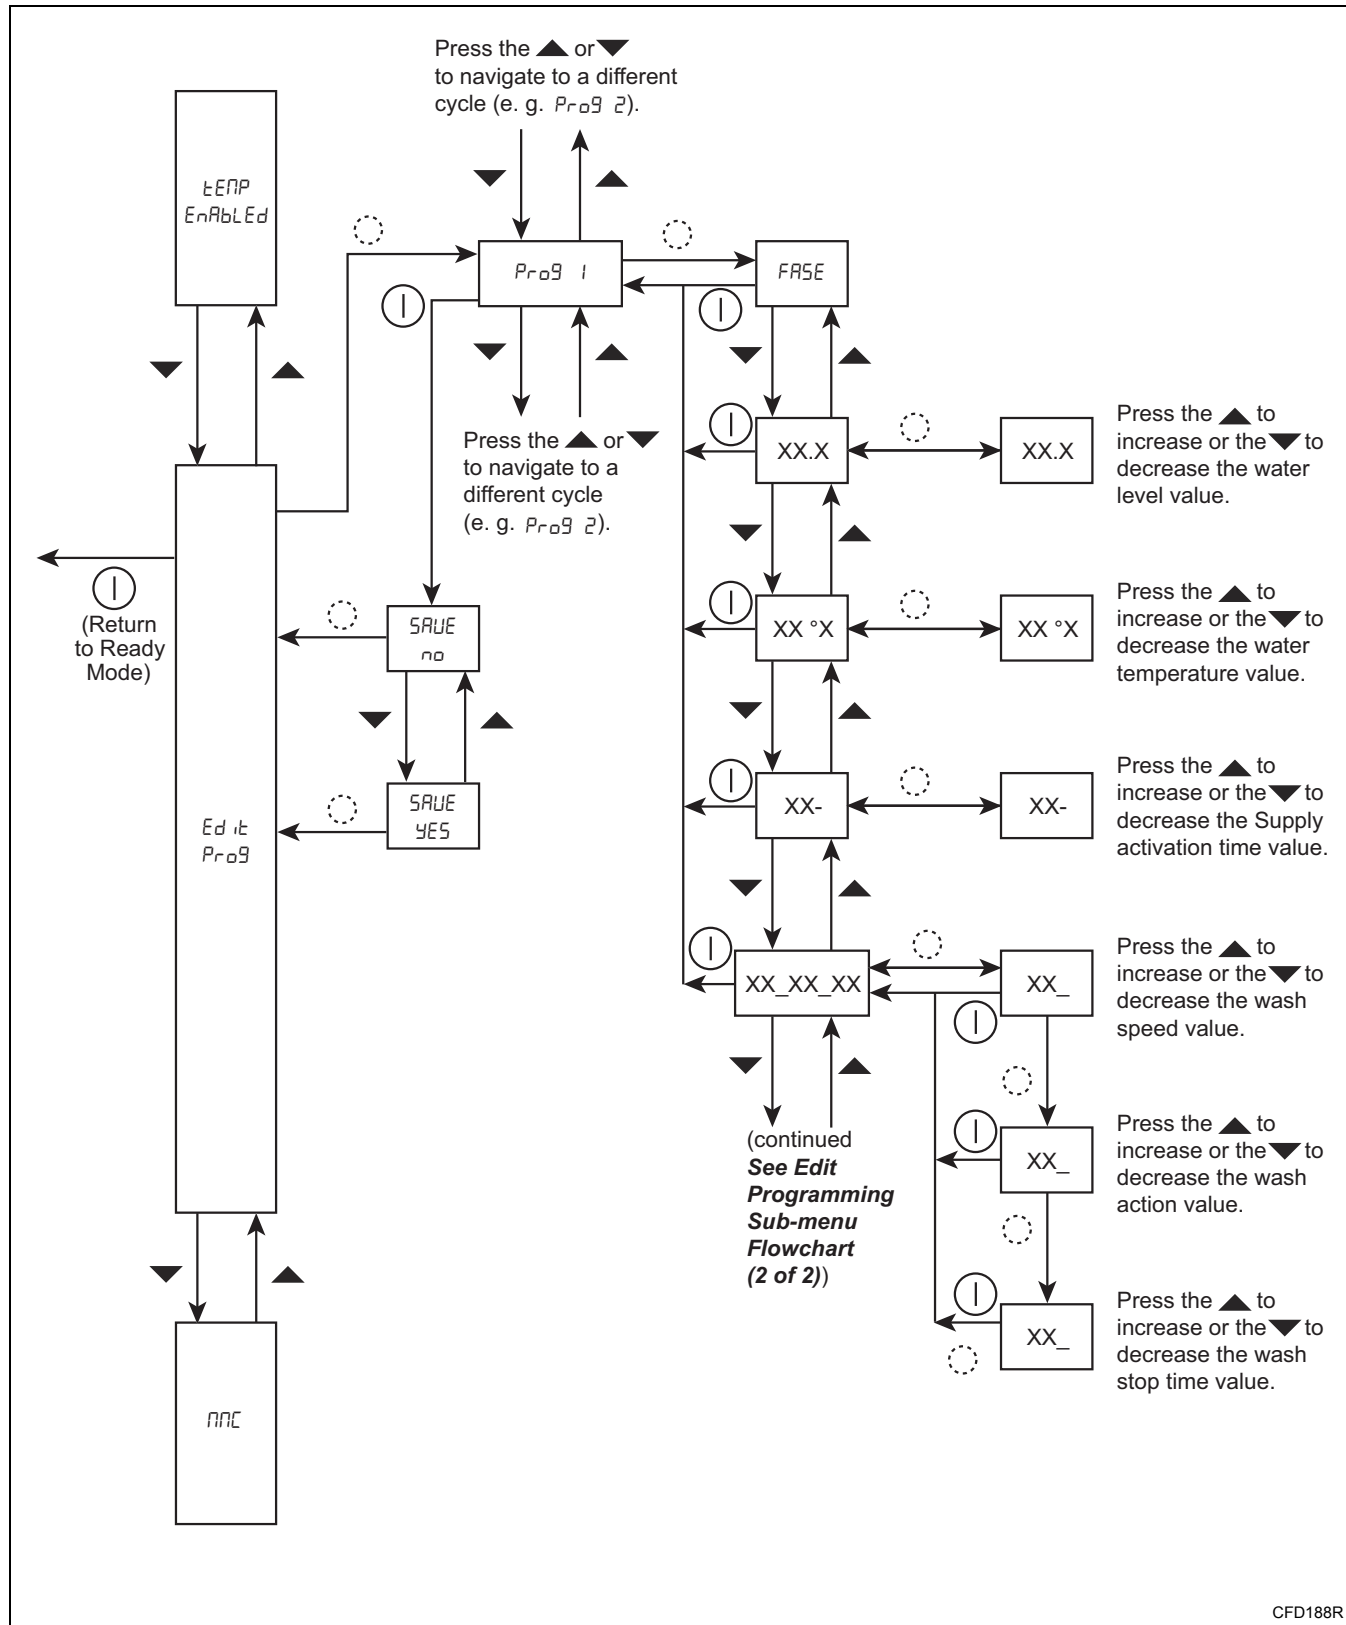 Press the ▲ or ▼
to navigate to a different
cycle (e. g. Prog 2).
tEMP
EnAbLEd
Prog 1
FASE
Press the ▲ or ▼
to navigate to a
different cycle
(e. g. Prog 2).
XX.X
XX.X
Press the ▲ to
increase or the ▼ to
decrease the water
level value.
(Return
to Ready
Mode)
SAVE
no
XX °X
XX °X
Press the ▲ to
increase or the ▼ to
decrease the water
temperature value.
SAVE
YES
XX-
XX-
Press the ▲ to
increase or the ▼ to
decrease the Supply
activation time value.
Edit
Prog
XX_XX_XX
XX_
Press the ▲ to
increase or the ▼ to
decrease the wash
speed value.
(continued
See Edit
Programming
Sub-menu
Flowchart
(2 of 2))
XX_
Press the ▲ to
increase or the ▼ to
decrease the wash
action value.
XX_
Press the ▲ to
increase or the ▼ to
decrease the wash
stop time value.
MMC
CFD188R